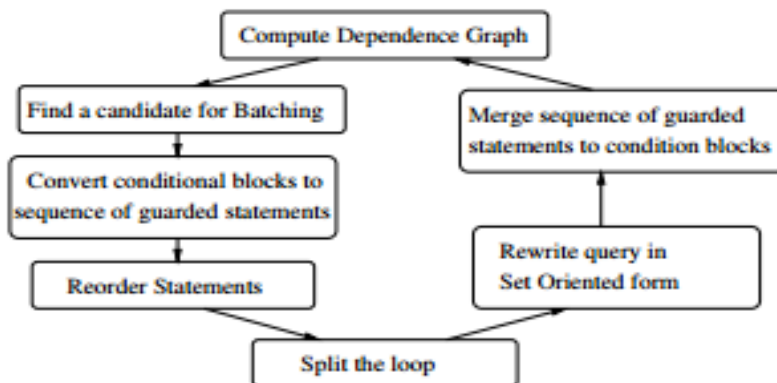 Compute Dependence Graph
Find a candidate for Batching
Convert conditional blocks to
sequence of guarded statements
Reorder Statements
Split the loop
Rewrite query in
Set Oriented form
Merge sequence of guarded
statements to condition blocks